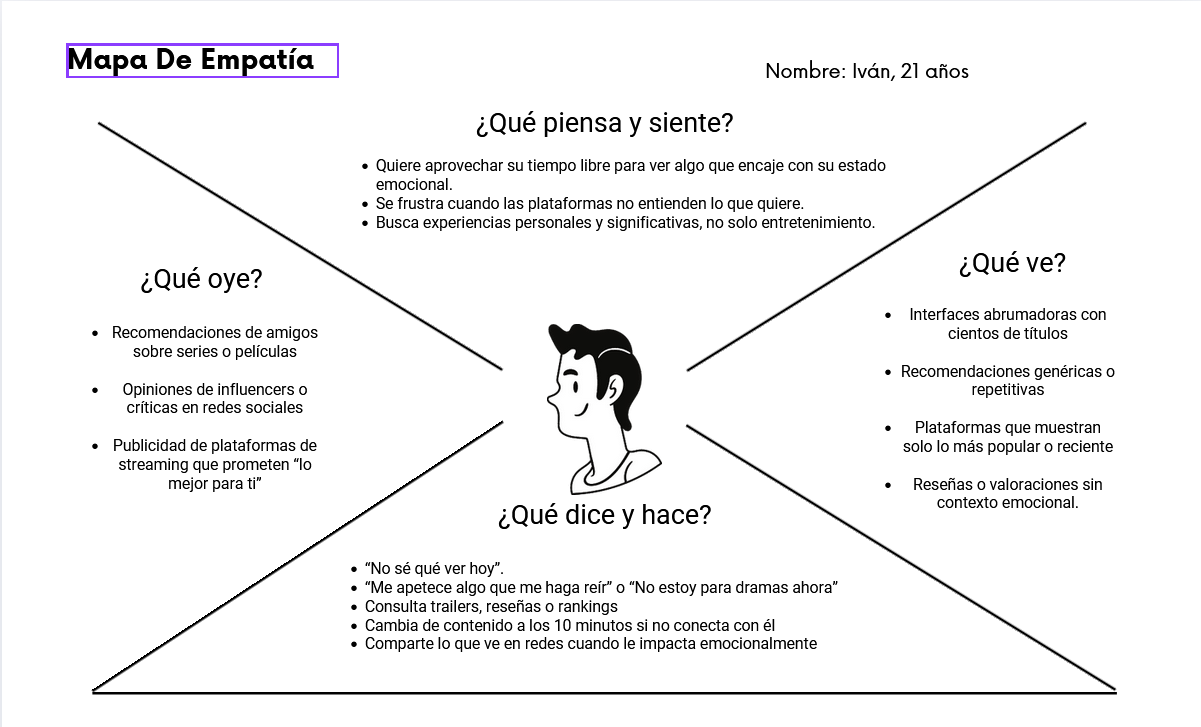 Mapa De Empatía
Nombre: Iván, 21 años
¿Qué piensa y siente?
• Quiere aprovechar su tiempo libre para ver algo que encaje con su estado
emocional.
• Se frustra cuando las plataformas no entienden lo que quiere.
• Busca experiencias personales y significativas, no solo entretenimiento.
¿Qué oye?
• Recomendaciones de amigos
sobre series o películas
• Opiniones de influencers o
críticas en redes sociales
• Publicidad de plataformas de
streaming que prometen “lo
mejor para ti”
¿Qué ve?
• Interfaces abrumadoras con
cientos de títulos
• Recomendaciones genéricas o
repetitivas
• Plataformas que muestran
solo lo más popular o reciente
• Reseñas o valoraciones sin
contexto emocional.
¿Qué dice y hace?
• “No sé qué ver hoy”.
• “Me apetece algo que me haga reír” o “No estoy para dramas ahora”
• Consulta trailers, reseñas o rankings
• Cambia de contenido a los 10 minutos si no conecta con él
• Comparte lo que ve en redes cuando le impacta emocionalmente